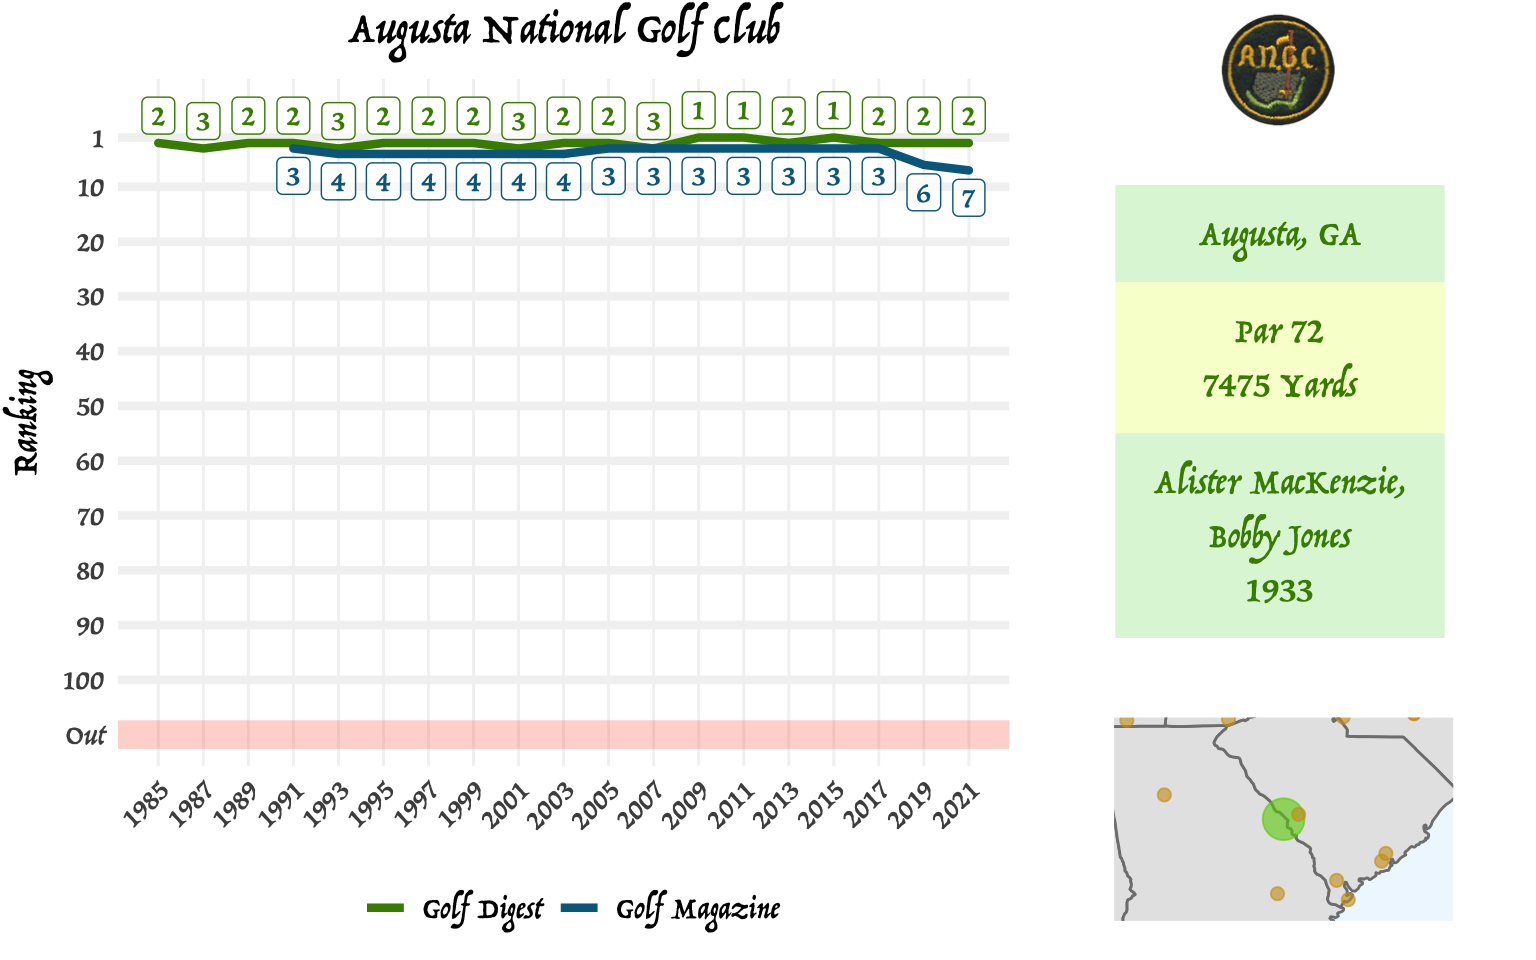 Augusta National Golf Club
2 3 2 2 3 2 2 2 3 2 2 3 1 1 2 1 2 2 2
3 4 4 4 4 4 4 3 3 3 3 3 3 3 6 7
Ranking
1
10
20
30
40
50
60
70
80
90
100
Out
1985 1987 1989 1991 1993 1995 1997 1999 2001 2003 2005 2007 2009 2011 2013 2015 2017 2019 2021
Golf Digest Golf Magazine
A.N.G.C.
Augusta, GA
Par 72
7475 Yards
Alister MacKenzie,
Bobby Jones
1933